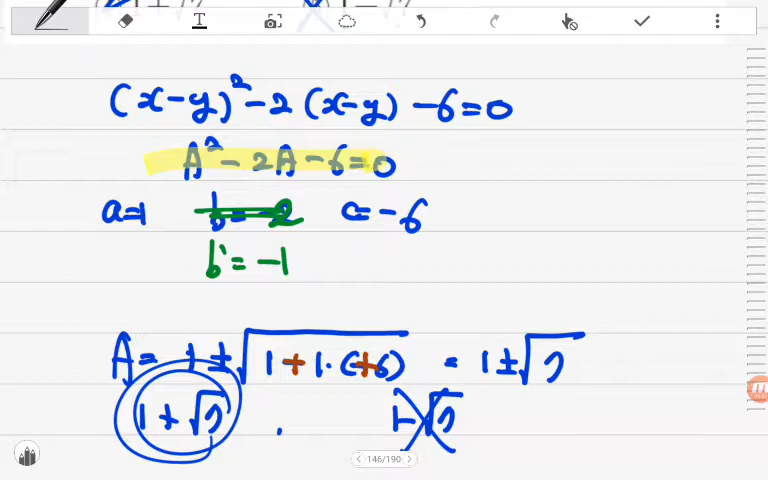 (x-y)²-2(x-y)-6=0
A²-2A-6=0
a=1 b=-2 c=-6
b'=-1
A= 1±√1+1·(+6) = 1±√7
1+√7 . 1-√7
146/190